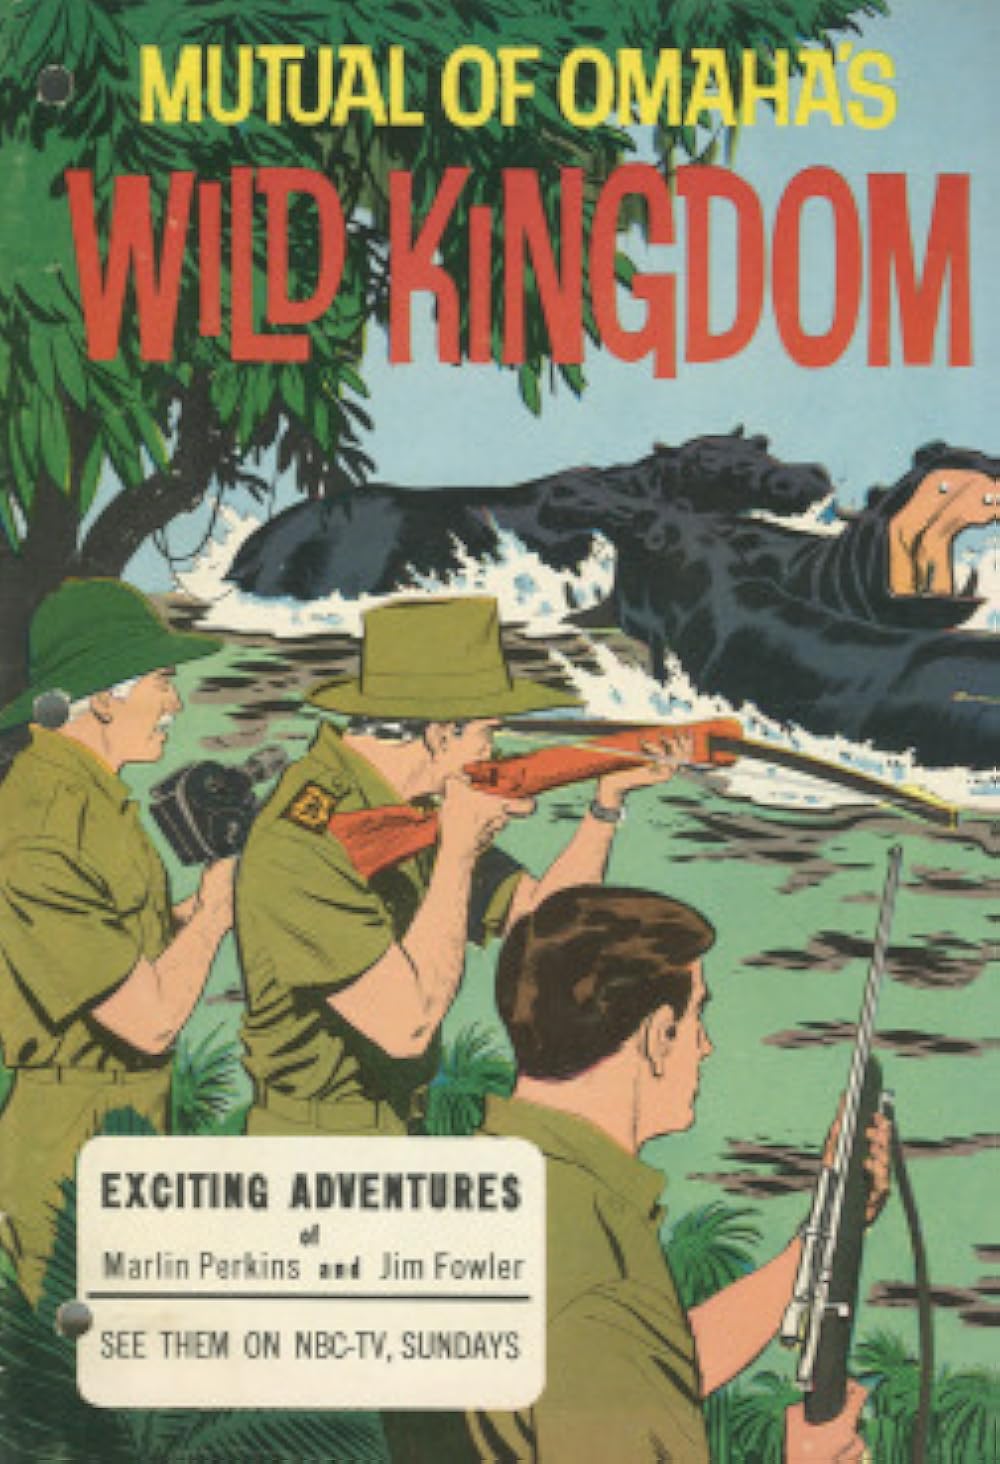 MUTUAL OF OMAHA'S
WILD KINGDOM
EXCITING ADVENTURES
of
Marlin Perkins and Jim Fowler
SEE THEM ON NBC-TV, SUNDAYS